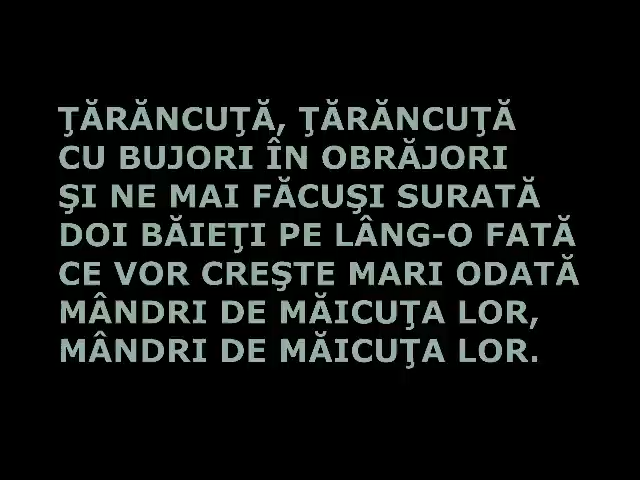 ŢĂRĂNCUŢĂ, ŢĂRĂNCUŢĂ
CU BUJORI ÎN OBRĂJORI
ŞI NE MAI FĂCUŞI SURATĂ
DOI BĂIEŢI PE LÂNG-O FATĂ
CE VOR CREŞTE MARI ODATĂ
MÂNDRI DE MĂICUŢA LOR,
MÂNDRI DE MĂICUŢA LOR.